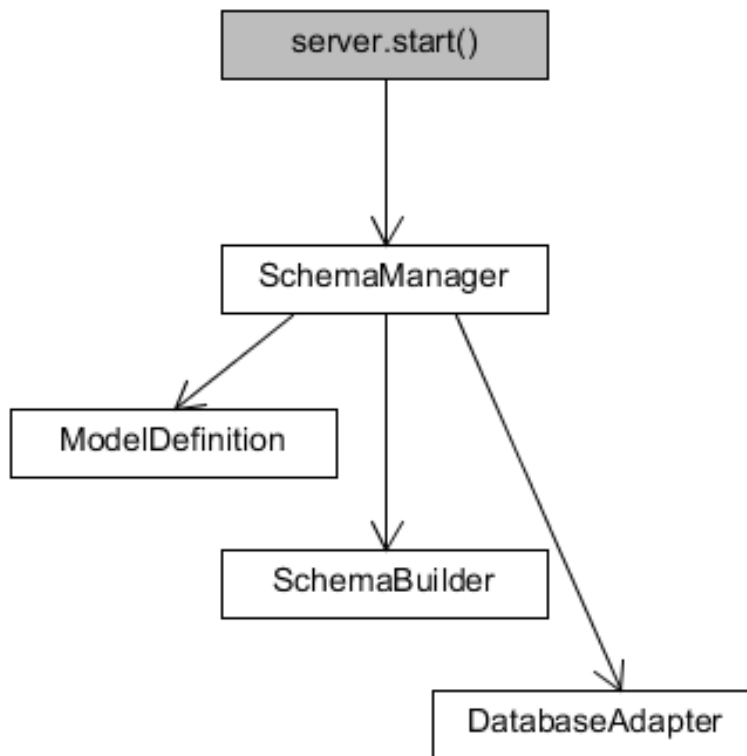 server.start()
SchemaManager
ModelDefinition
SchemaBuilder
DatabaseAdapter